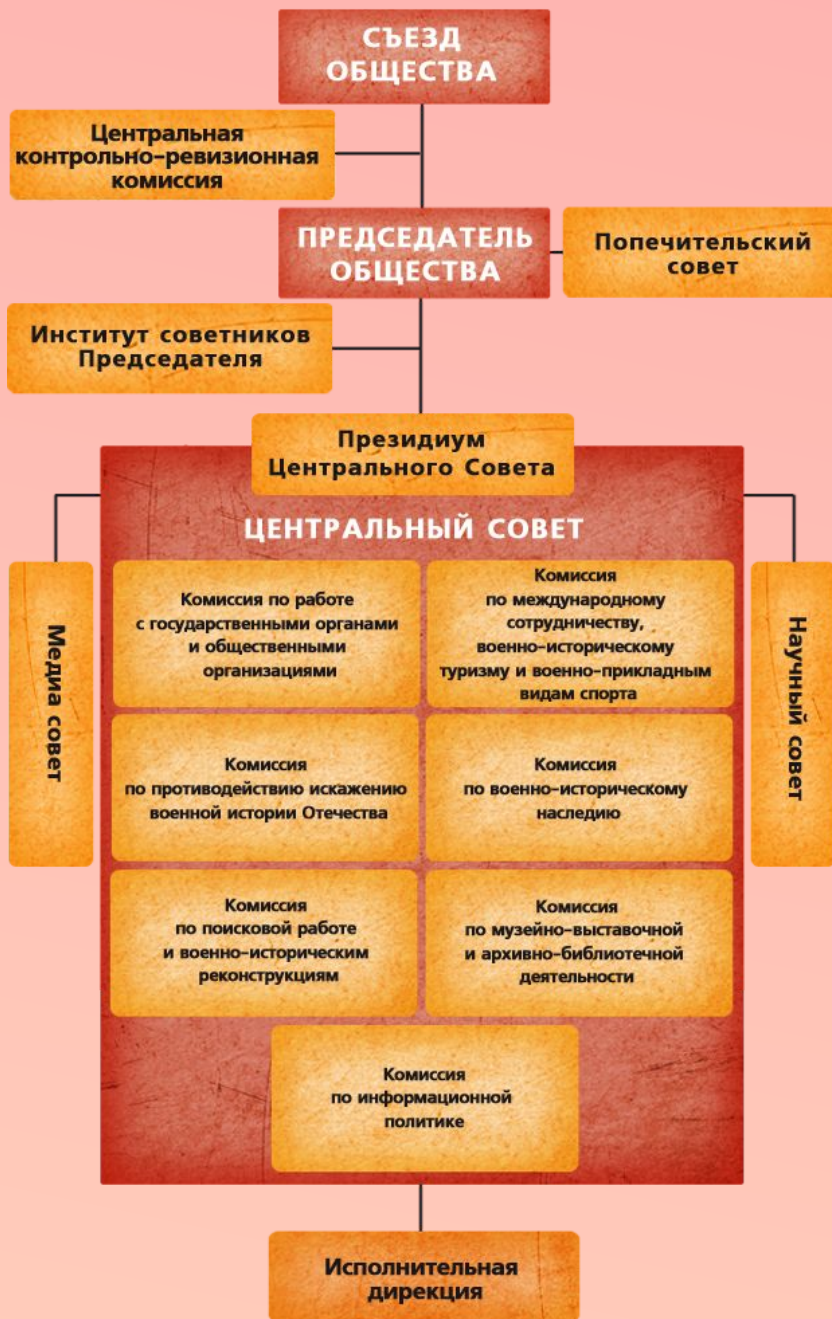 СЪЕЗД
ОБЩЕСТВА
Центральная
контрольно-ревизионная
комиссия
ПРЕДСЕДАТЕЛЬ
ОБЩЕСТВА
Попечительский
совет
Институт советников
Председателя
Президиум
Центрального Совета
ЦЕНТРАЛЬНЫЙ СОВЕТ
Медиа совет
Комиссия по работе
с государственными органами
и общественными
организациями
Комиссия
по международному
сотрудничеству,
военно-историческому
туризму и военно-прикладным
видам спорта
Научный совет
Комиссия
по противодействию искажению
военной истории Отечества
Комиссия
по военно-историческому
наследию
Комиссия
по поисковой работе
и военно-историческим
реконструкциям
Комиссия
по музейно-выставочной
и архивно-библиотечной
деятельности
Комиссия
по информационной
политике
Исполнительная
дирекция